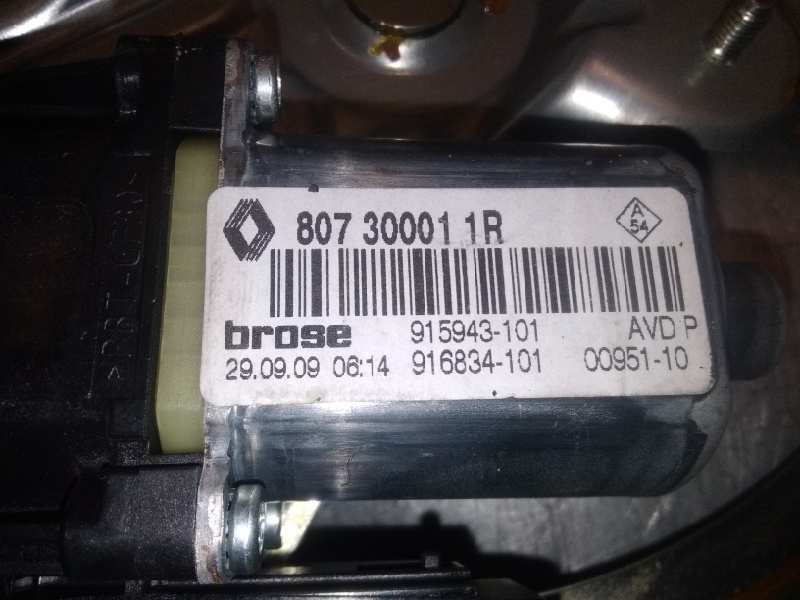 807 30001 1R
A
54
brose
915943-101
AVD P
29.09.09 06:14
916834-101
00951-10